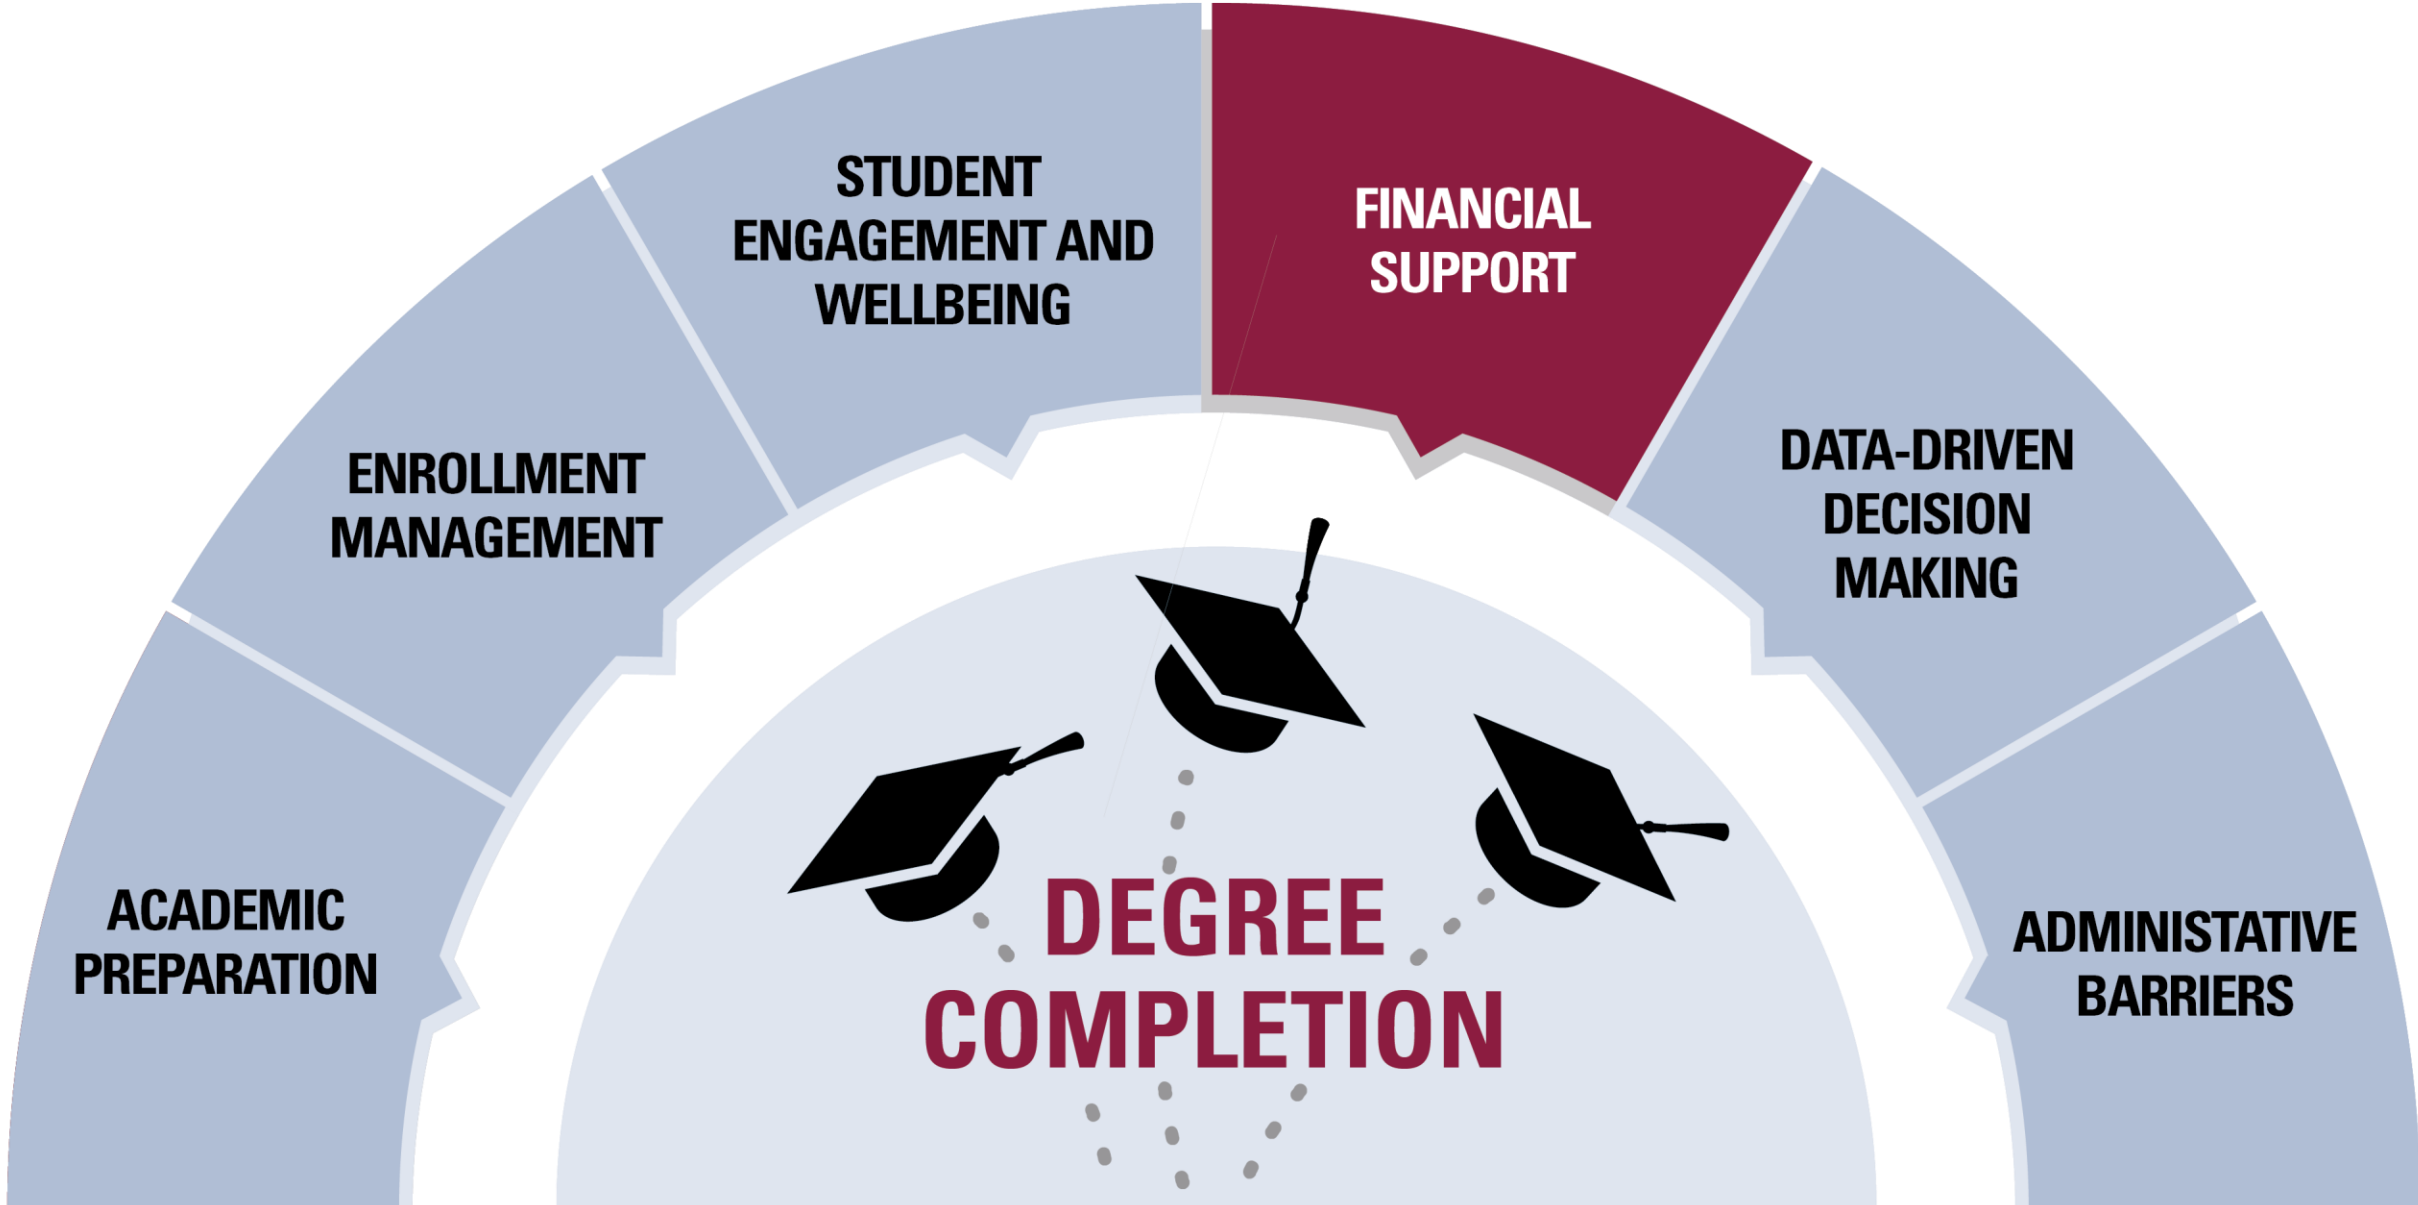 STUDENT
ENGAGEMENT AND
WELLBEING
FINANCIAL
SUPPORT
ENROLLMENT
MANAGEMENT
DATA-DRIVEN
DECISION
MAKING
ACADEMIC
PREPARATION
ADMINISTATIVE
BARRIERS
DEGREE
COMPLETION